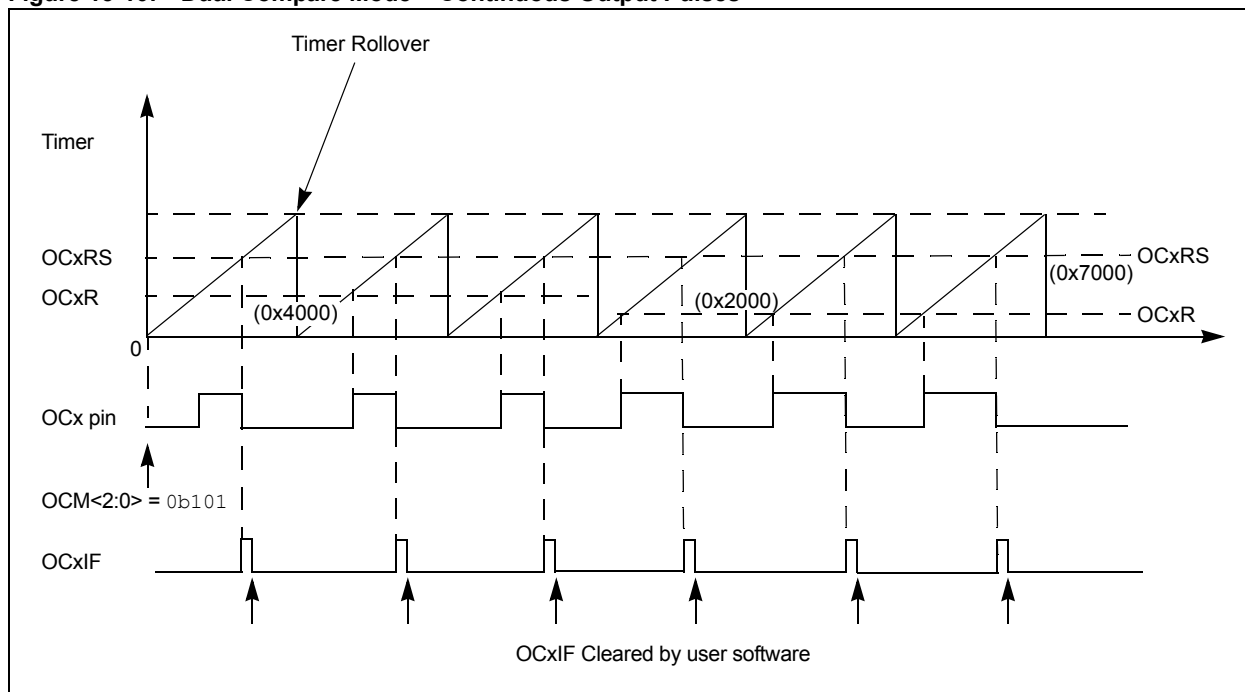 Figure 13-10: Dual Compare Mode – Continuous Output Pulses
Timer Rollover
Timer
OCxRS
OCxR
(0x4000)
(0x2000)
(0x7000)
OCxRS
OCxR
0
OCx pin
OCM<2:0> = 0b101
OCxIF
OCxIF Cleared by user software